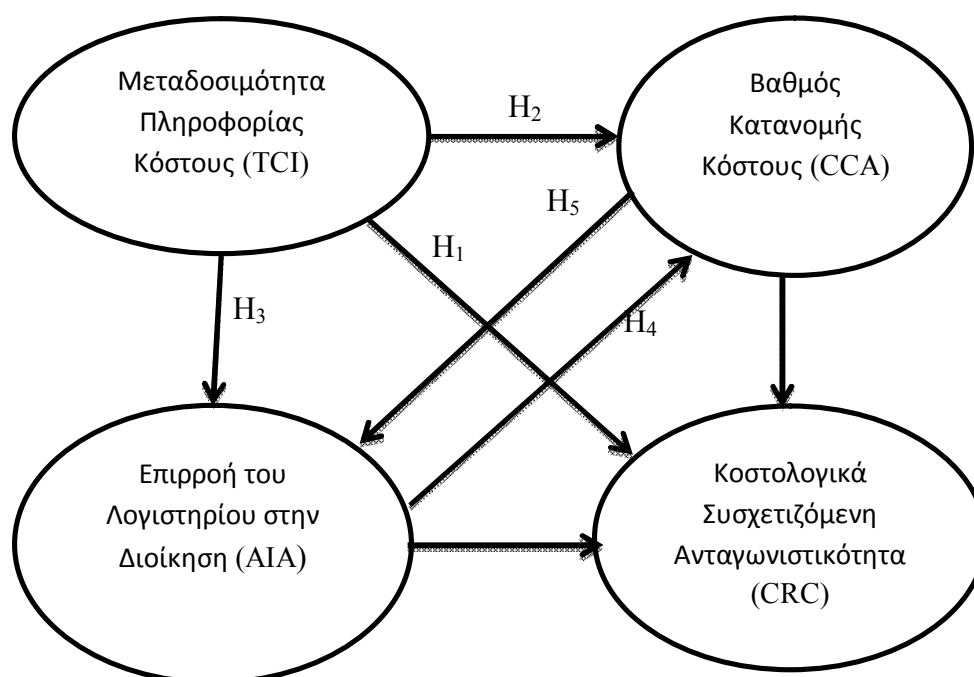 Μεταδοσιμότητα
Πληροφορίας
Κόστους (TCI)
H₂
Βαθμός
Κατανομής
Κόστους (CCA)
H₅
H₁
H₃
H₄
Επιρροή του
Λογιστηρίου στην
Διοίκηση (AIA)
Κοστολογικά
Συσχετιζόμενη
Ανταγωνιστικότητα
(CRC)